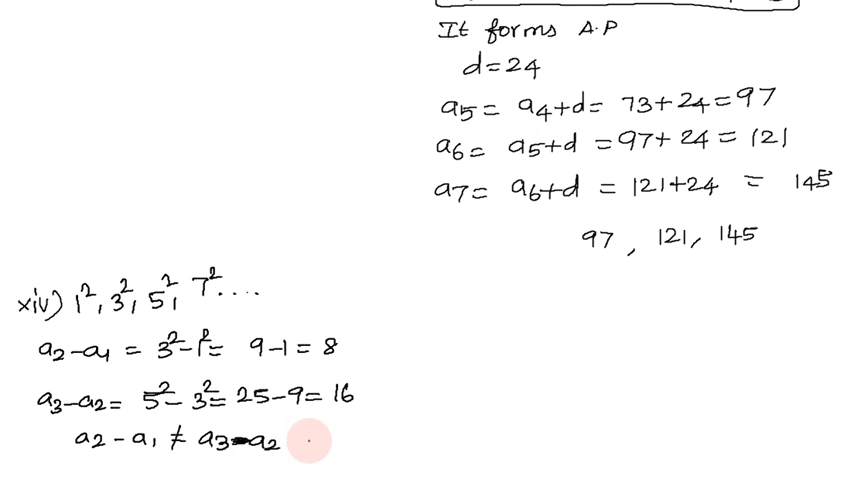 It forms A.P
d=24
a5= a4+d= 73+24=97
a6= a5+d =97+24= 121
a7= a6+d = 121+24 = 145
97 , 121, 145
xiv) 1², 3², 5², 7²....
a2-a1 = 3²-1²= 9-1=8
a3-a2= 5²-3²= 25-9=16
a2-a1 ≠ a3-a2